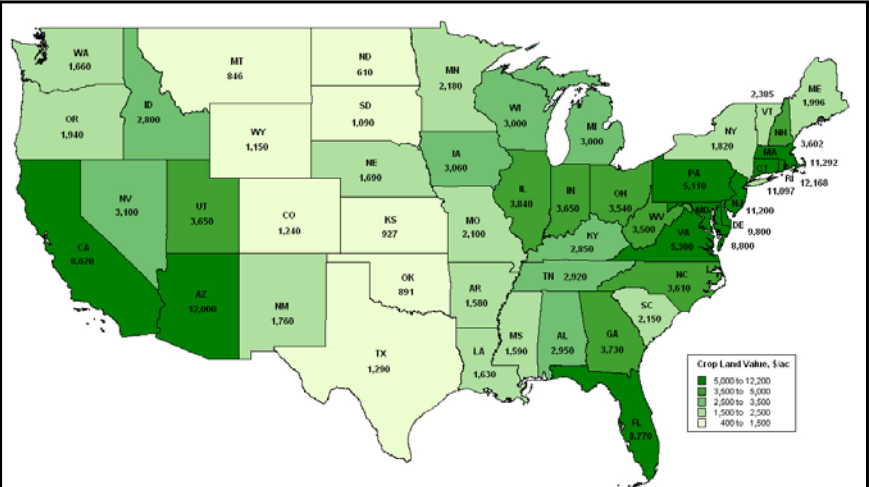 WA
1,660
OR
1,940
ID
2,800
MT
846
ND
610
SD
1,090
WY
1,150
NE
1,690
MN
2,180
WI
3,000
MI
3,000
IA
3,060
NV
3,100
UT
3,650
CO
1,240
KS
927
MO
2,100
IL
3,840
IN
3,650
OH
3,540
CA
8,620
AZ
12,000
NM
1,760
OK
891
TX
1,290
AR
1,580
LA
1,630
MS
1,590
AL
2,950
GA
3,730
FL
8,770
SC
2,150
NC
3,610
TN 2,920
KY
2,850
WV
3,500
VA
5,300
PA
5,110
NY
1,820
2,385
VT
ME
1,996
NH
3,602
MA
11,292
CT
RI
12,168
11,097
NJ
11,200
DE
9,800
MD
8,800
Crop Land Value, $/ac
5,000 to 12,200
3,500 to 5,000
2,500 to 3,500
1,500 to 2,500
400 to 1,500